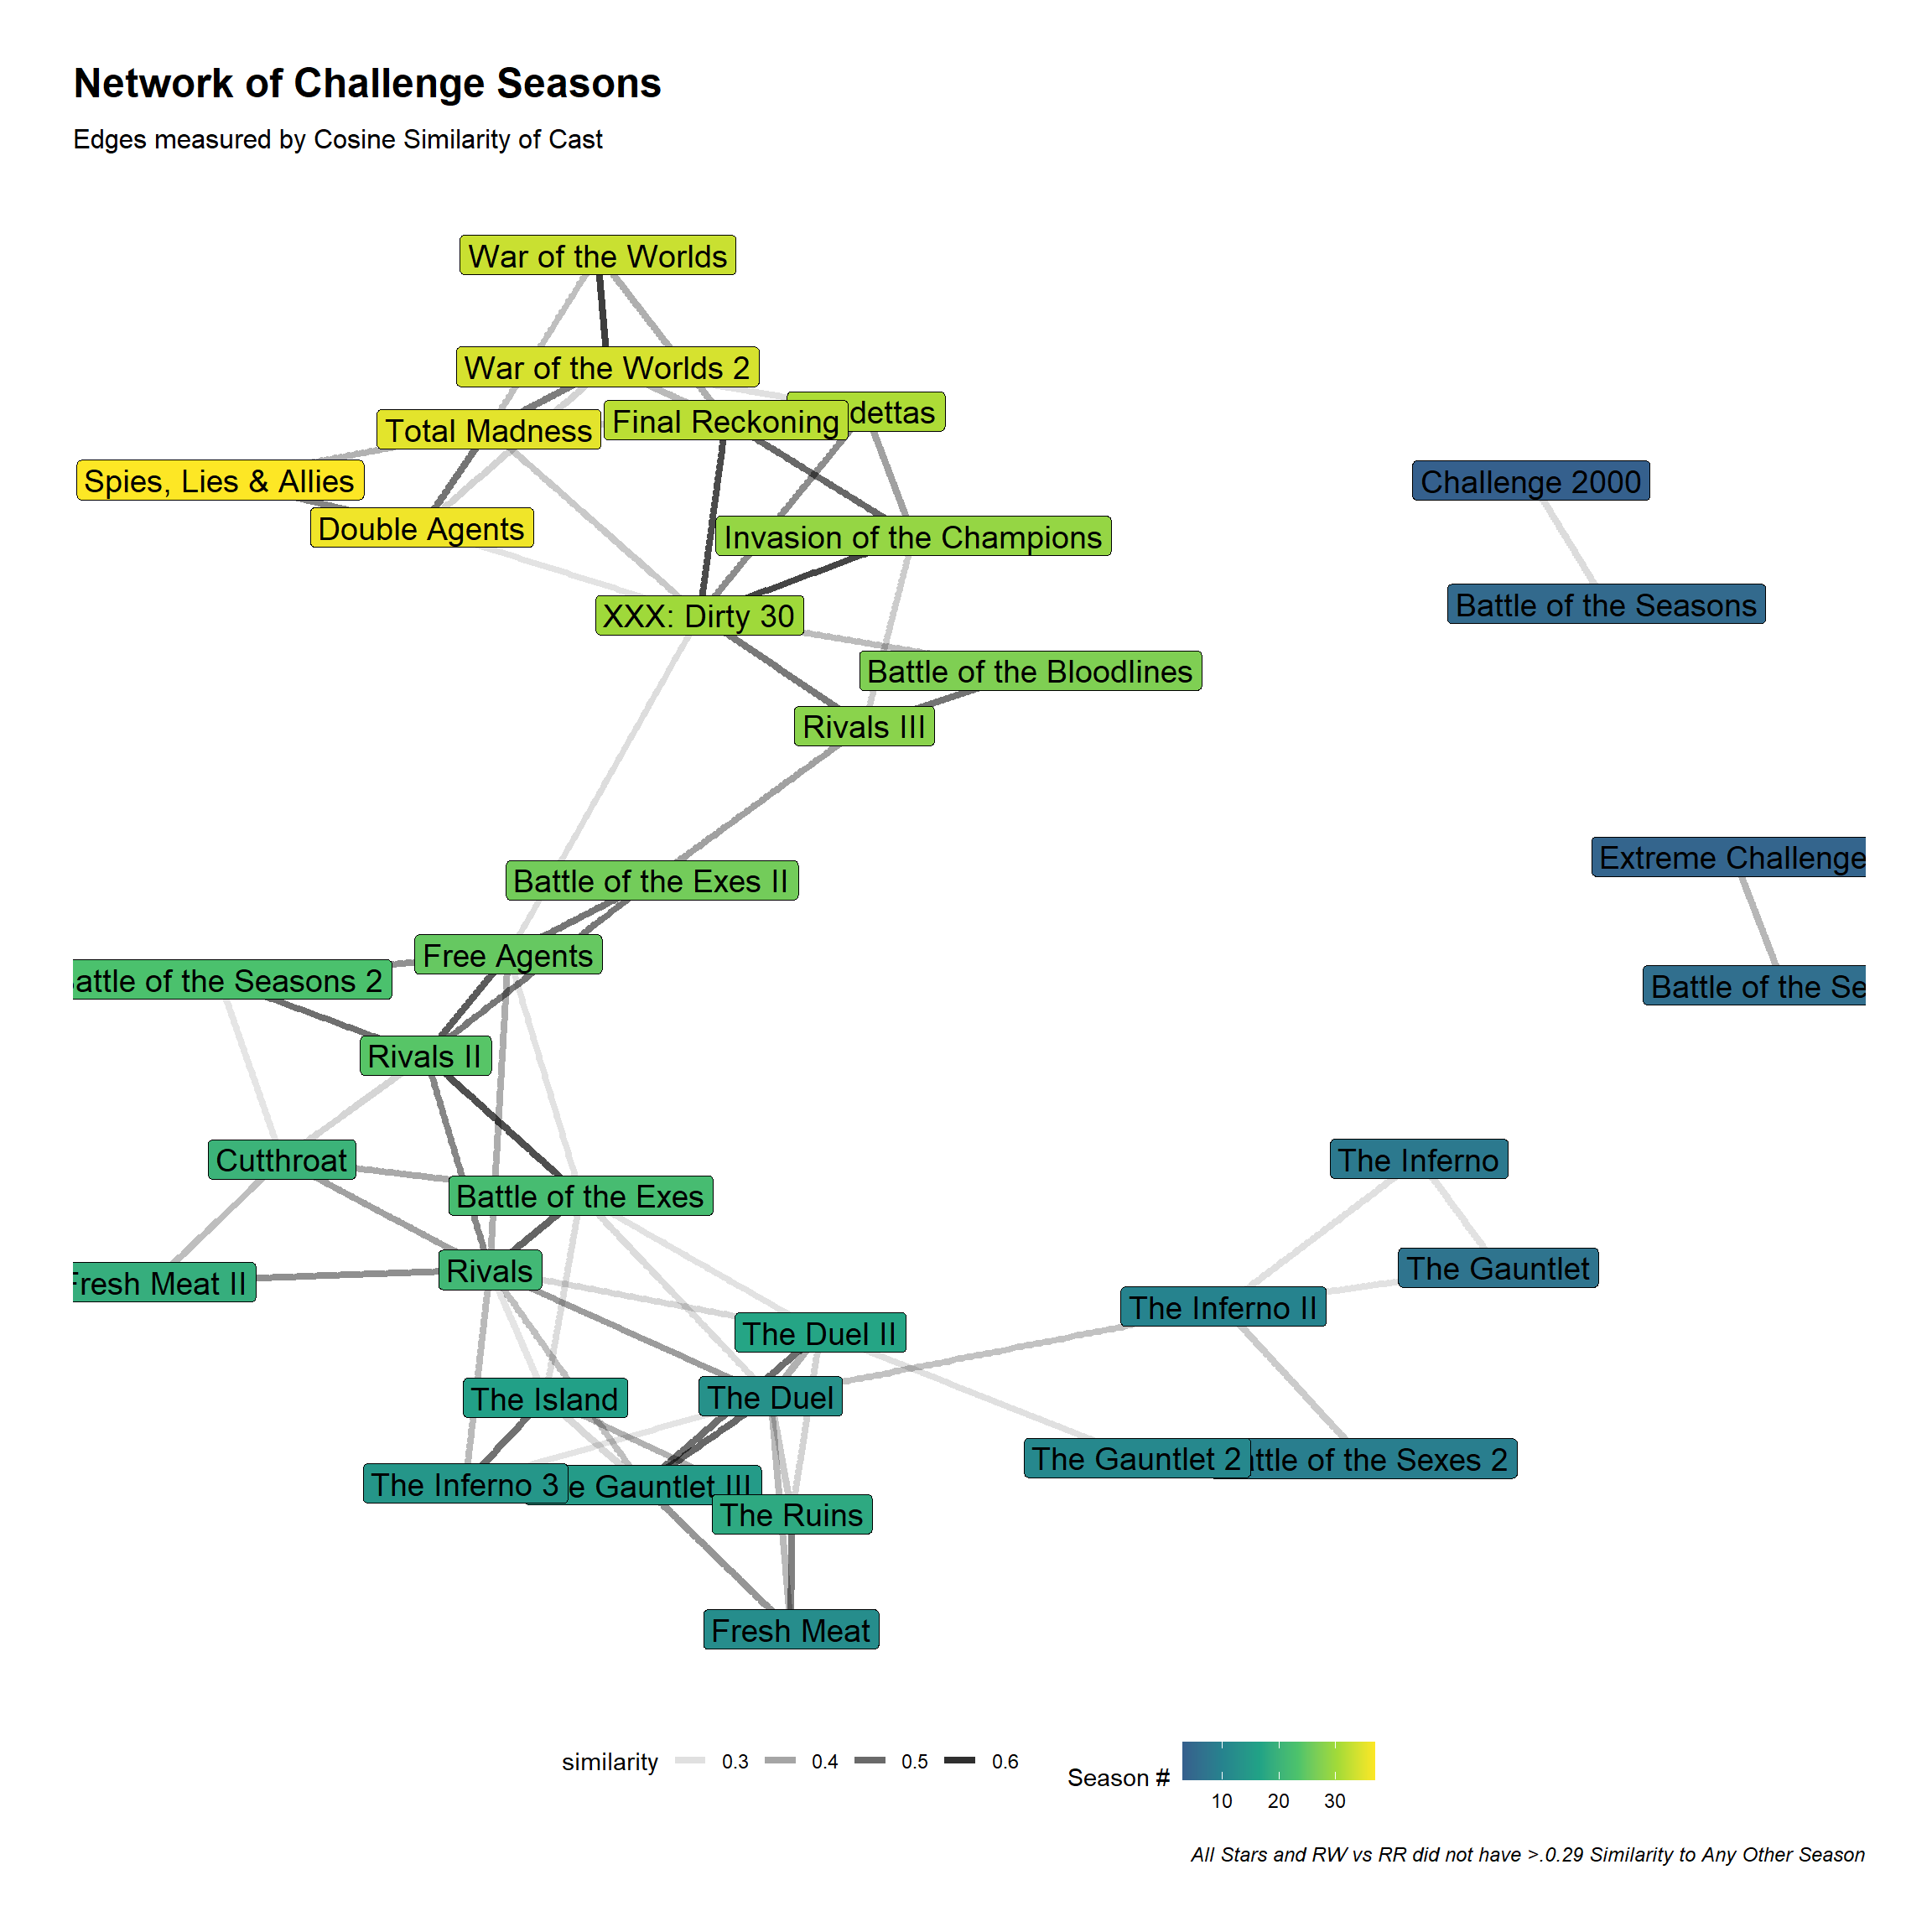 Network of Challenge Seasons
Edges measured by Cosine Similarity of Cast
War of the Worlds
War of the Worlds 2
dettas
Final Reckoning
Total Madness
Spies, Lies & Allies
Challenge 2000
Double Agents
Invasion of the Champions
Battle of the Seasons
XXX: Dirty 30
Battle of the Bloodlines
Rivals III
Extreme Challenge
Battle of the Exes II
Free Agents
attle of the Seasons 2
Battle of the Se
Rivals II
Cutthroat
The Inferno
Battle of the Exes
The Gauntlet
Rivals
Fresh Meat II
The Inferno II
The Duel II
The Island
The Duel
The Gauntlet 2
ttle of the Sexes 2
The Inferno 3
e Gauntlet III
The Ruins
Fresh Meat
similarity 0.3 0.4 0.5 0.6
Season #
10 20 30
All Stars and RW vs RR did not have >.0.29 Similarity to Any Other Season